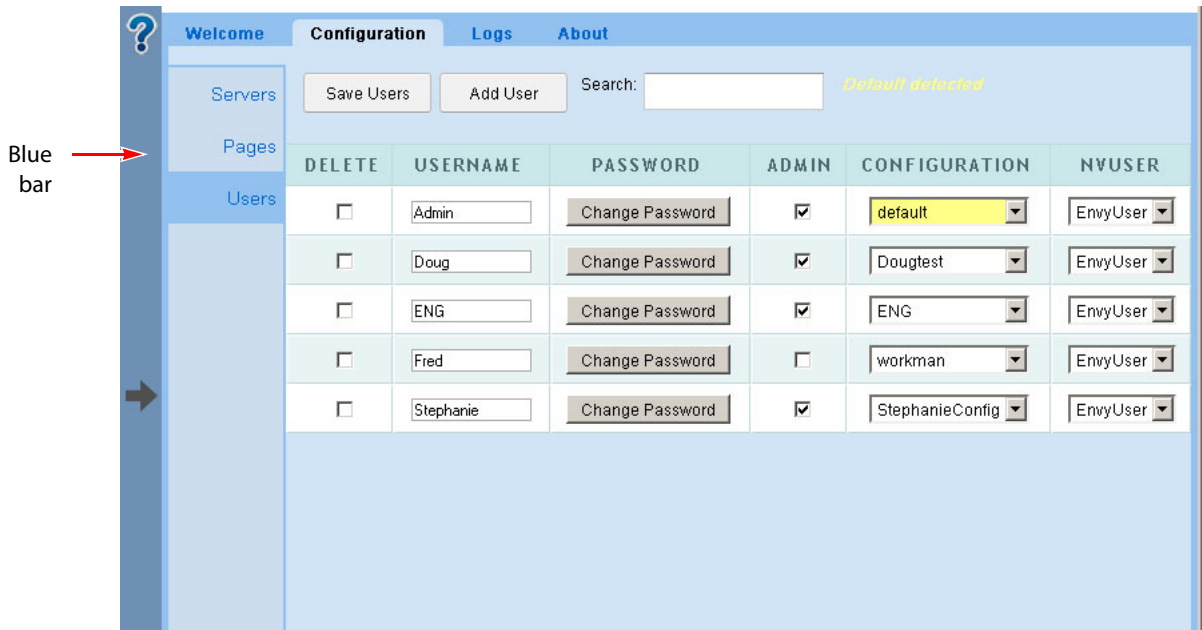 Welcome Configuration Logs About
Save Users Add User Search: Default detected
Servers
Pages
Users
Blue
bar
DELETE USERNAME PASSWORD ADMIN CONFIGURATION NVUSER
Admin Change Password default EnvyUser
Doug Change Password Dougtest EnvyUser
ENG Change Password ENG EnvyUser
Fred Change Password workman EnvyUser
Stephanie Change Password StephanieConfig EnvyUser